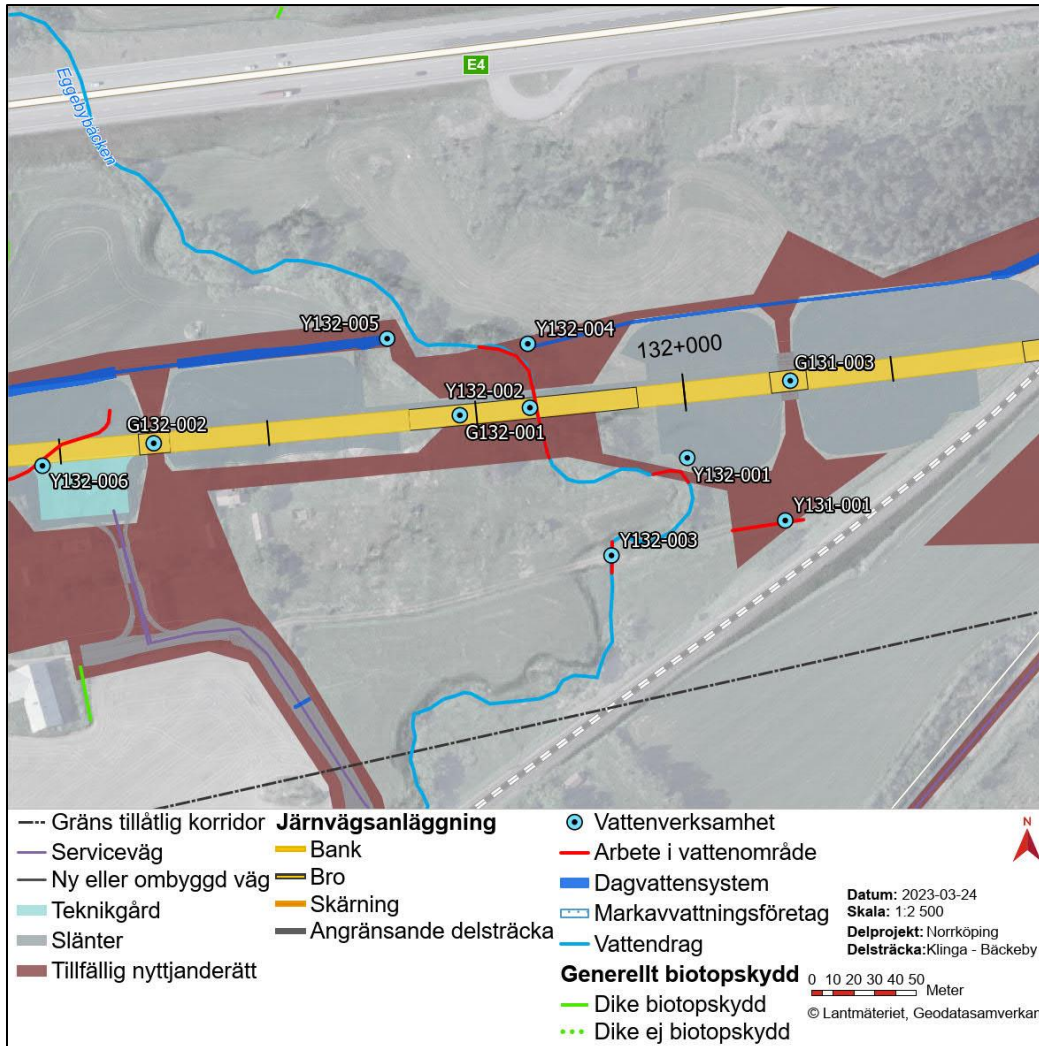 E4
Eggebybäcken
Y132-005
Y132-004
132+000
G131-003
Y132-002
G132-002
G132-001
Y132-006
Y132-001
Y131-001
Y132-003
Gräns tillåtlig korridor
Serviceväg
Ny eller ombyggd väg
Teknikgård
Slänter
Tillfällig nyttjanderätt
Järnvägsanläggning
Bank
Bro
Skärning
Angränsande delsträcka
Vattenverksamhet
Arbete i vattenområde
Dagvattensystem
Markavvattningsföretag
Vattendrag
Generellt biotopskydd
Dike biotopskydd
Dike ej biotopskydd
N
Datum: 2023-03-24
Skala: 1:2 500
Delprojekt: Norrköping
Delsträcka:Klinga - Bäckeby
0 10 20 30 40 50
Meter
© Lantmäteriet, Geodatasamverkan